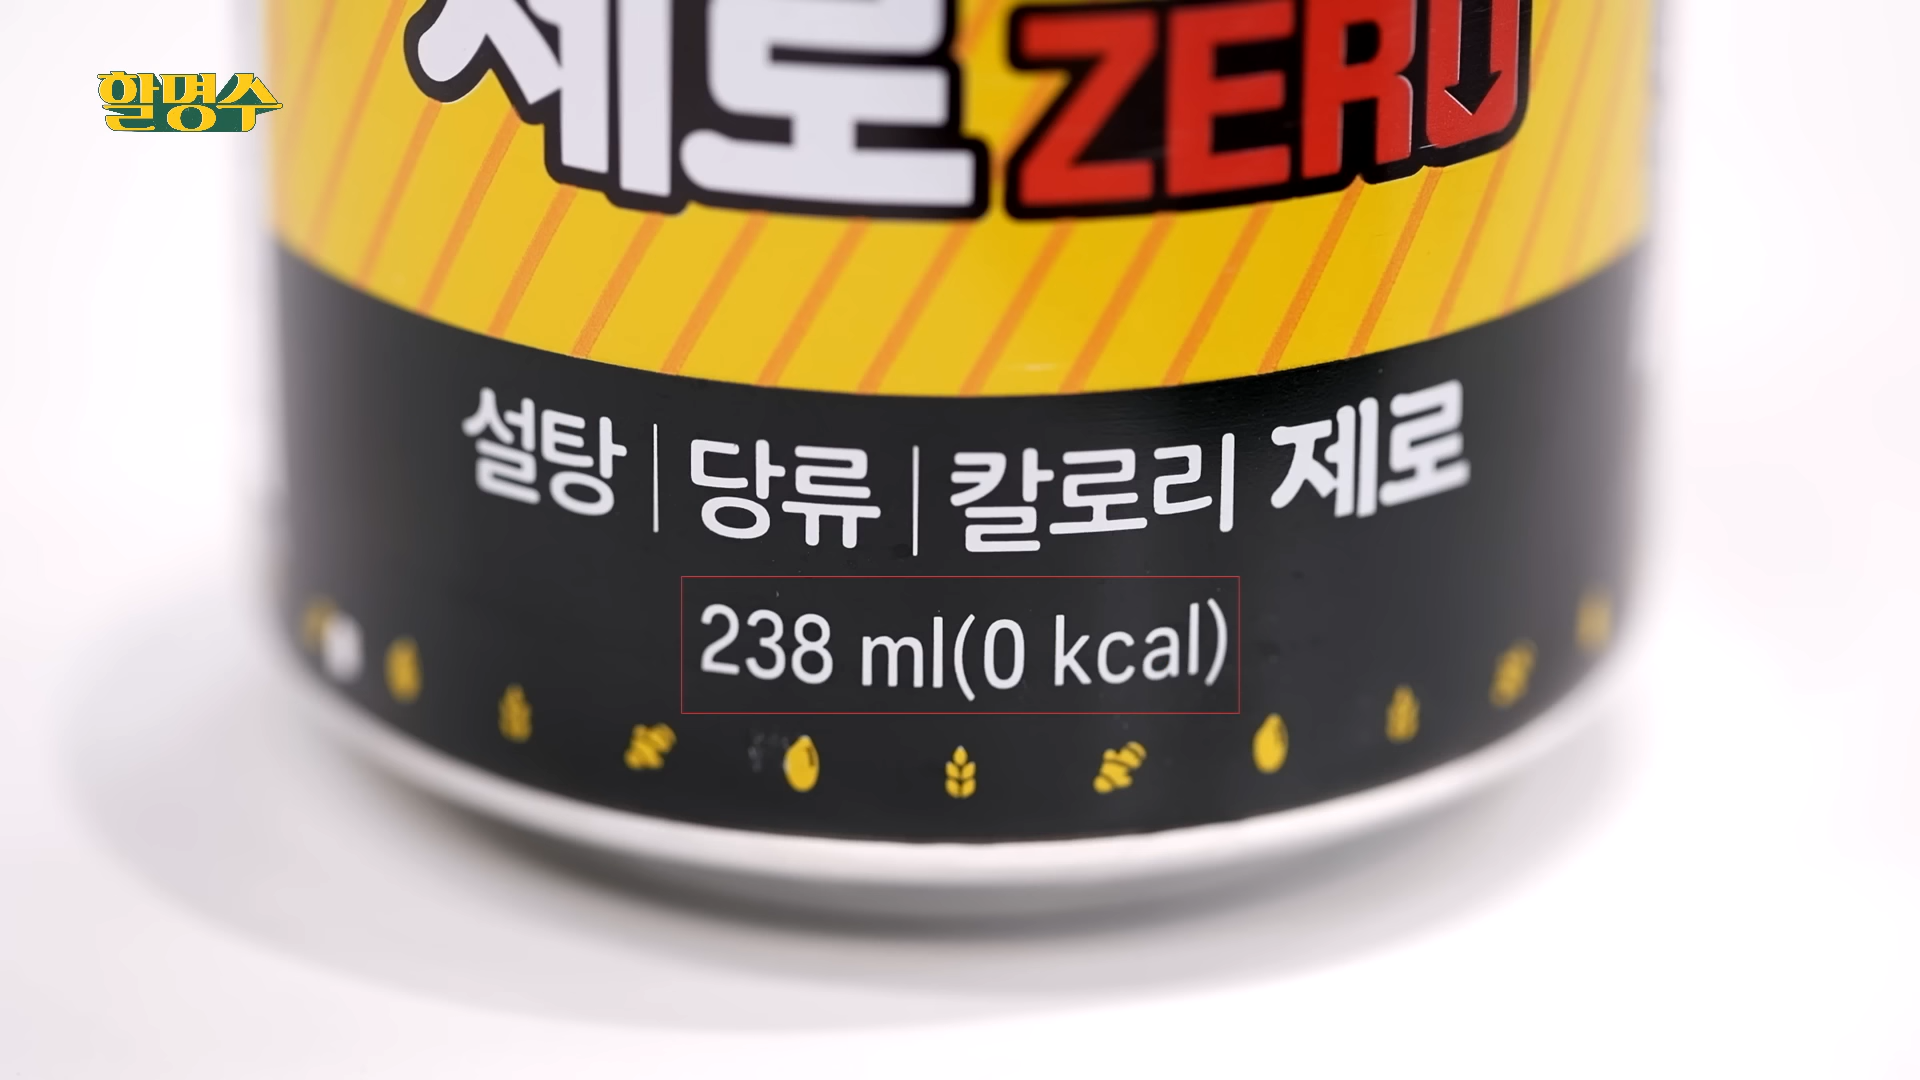 할명수
제로 ZERO
설탕 | 당류 | 칼로리 제로
238 ml(0 kcal)